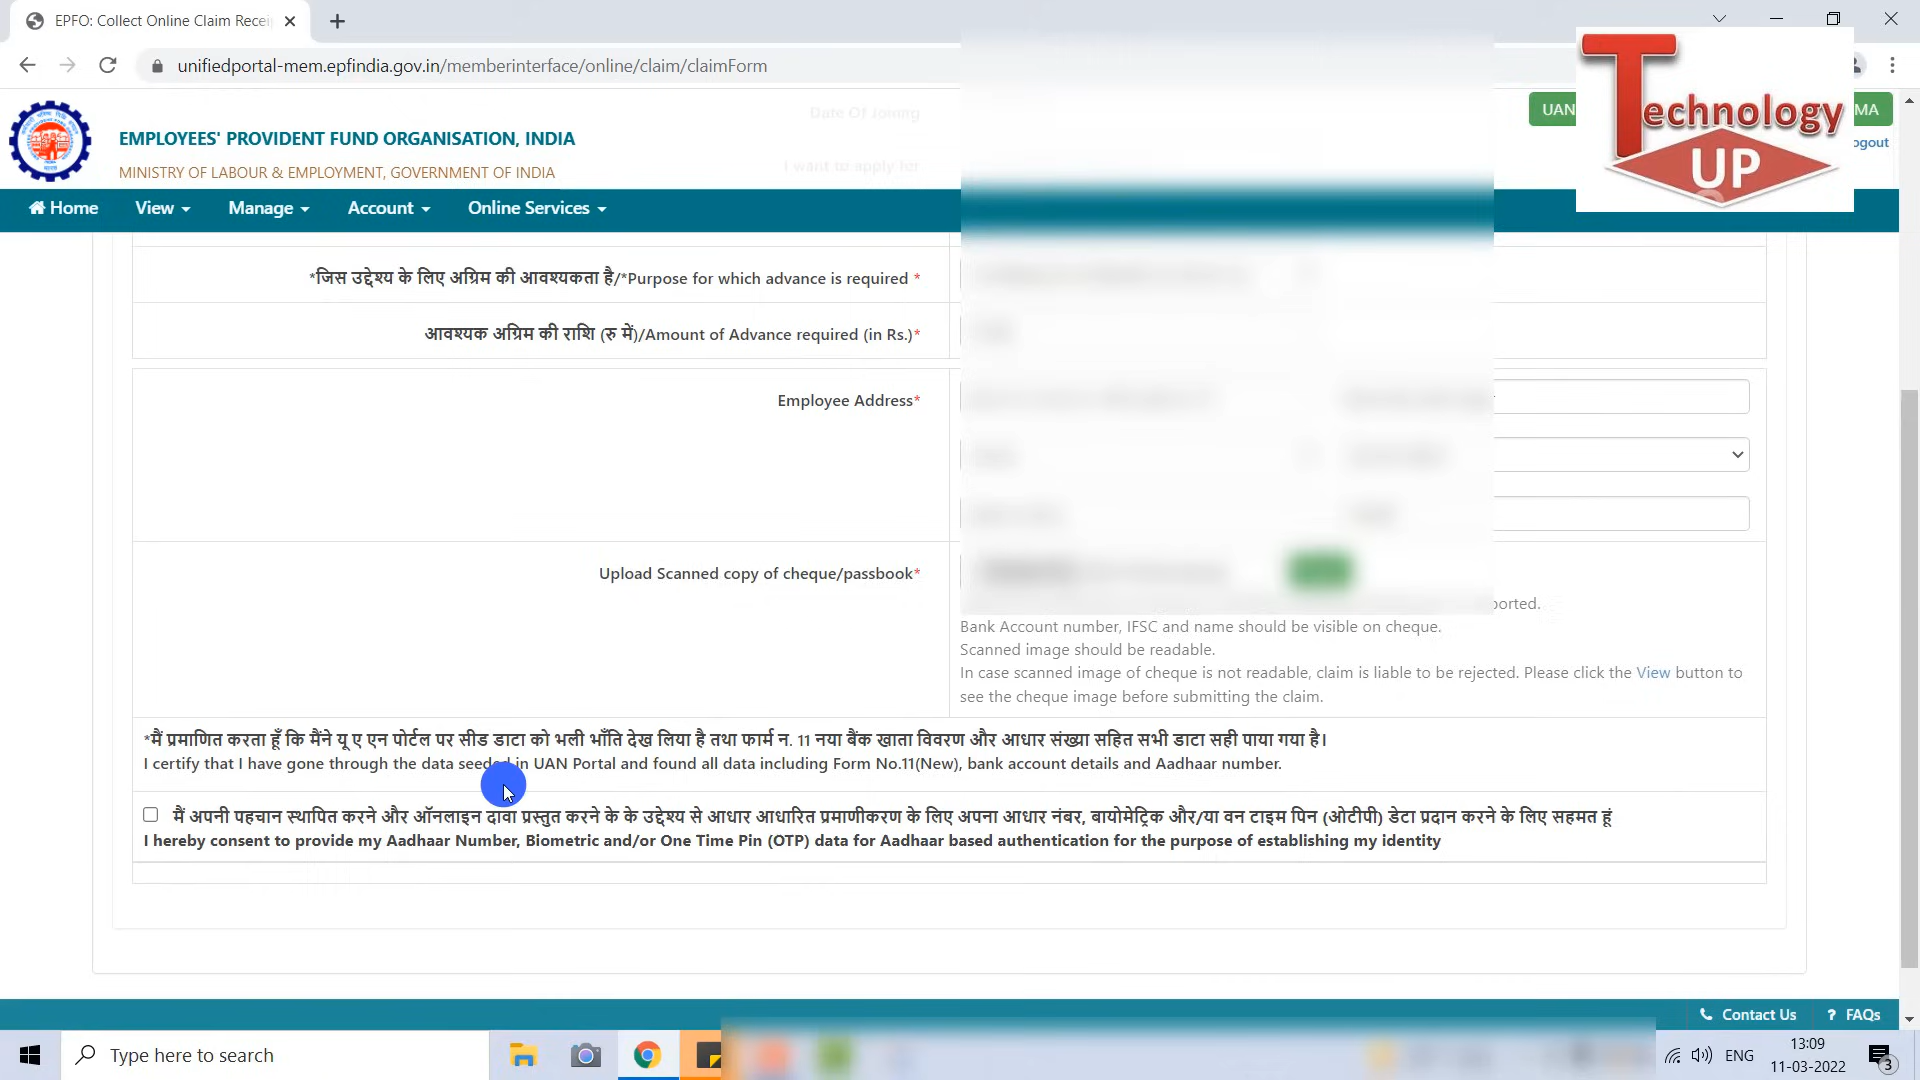 EPFO: Collect Online Claim Recei
unifiedportal-mem.epfindia.gov.in/memberinterface/online/claim/claimForm
Date Of Joining
UAN
MA
Technology
UP
EMPLOYEES' PROVIDENT FUND ORGANISATION, INDIA
ogout
I want to apply for
MINISTRY OF LABOUR & EMPLOYMENT, GOVERNMENT OF INDIA
Home View Manage Account Online Services
*जिस उद्देश्य के लिए अग्रिम की आवश्यकता है/*Purpose for which advance is required *
आवश्यक अग्रिम की राशि (रु में)/Amount of Advance required (in Rs.)*
Employee Address*
Upload Scanned copy of cheque/passbook*
ported.
Bank Account number, IFSC and name should be visible on cheque.
Scanned image should be readable.
In case scanned image of cheque is not readable, claim is liable to be rejected. Please click the View button to
see the cheque image before submitting the claim.
*मैं प्रमाणित करता हूँ कि मैंने यू ए एन पोर्टल पर सीड डाटा को भली भाँति देख लिया है तथा फार्म न. 11 नया बैंक खाता विवरण और आधार संख्या सहित सभी डाटा सही पाया गया है।
I certify that I have gone through the data seeded in UAN Portal and found all data including Form No.11(New), bank account details and Aadhaar number.
मैं अपनी पहचान स्थापित करने और ऑनलाइन दावा प्रस्तुत करने के के उद्देश्य से आधार आधारित प्रमाणीकरण के लिए अपना आधार नंबर, बायोमेट्रिक और/या वन टाइम पिन (ओटीपी) डेटा प्रदान करने के लिए सहमत हूं
I hereby consent to provide my Aadhaar Number, Biometric and/or One Time Pin (OTP) data for Aadhaar based authentication for the purpose of establishing my identity
Contact Us ? FAQs
Type here to search
ENG
13:09
11-03-2022
3